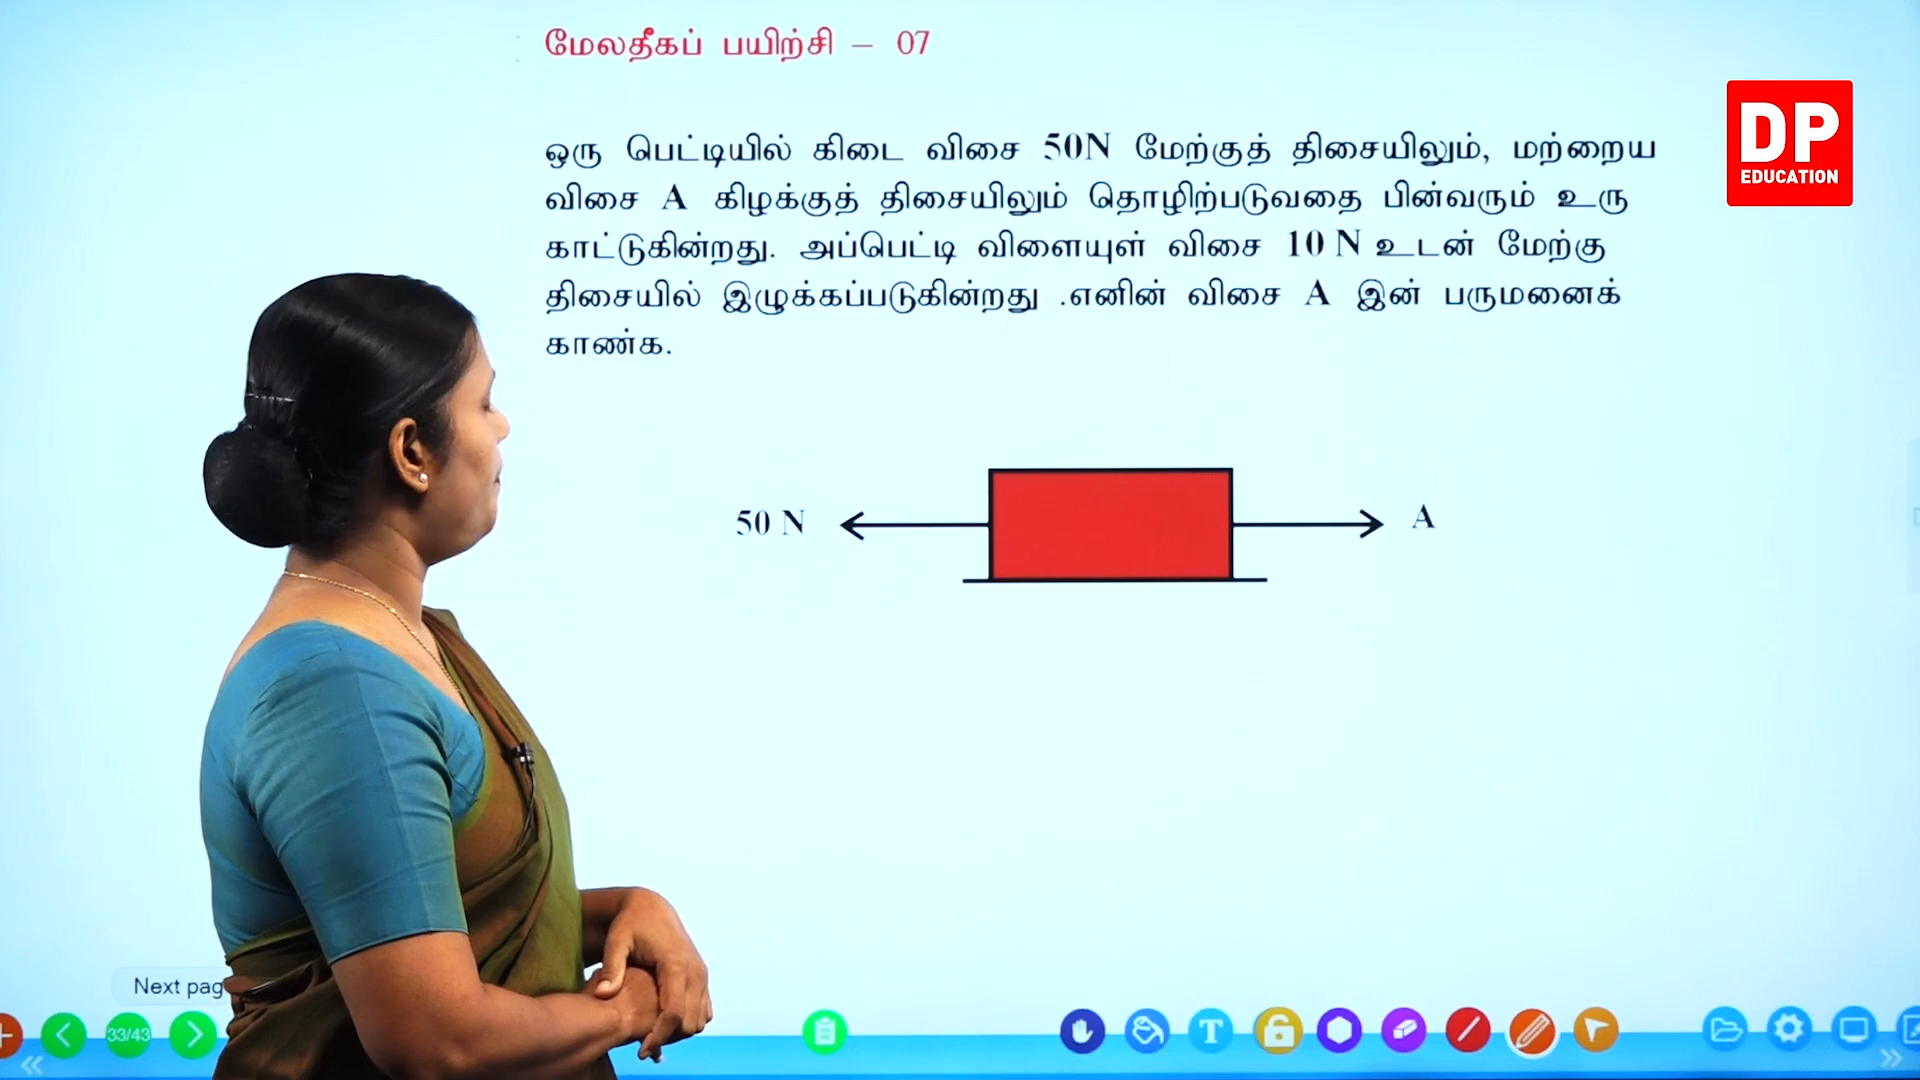 மேலதீகப் பயிற்சி – 07
DP
EDUCATION
ஒரு பெட்டியில் கிடை விசை 50N மேற்குத் திசையிலும், மற்றைய
விசை A கிழக்குத் திசையிலும் தொழிற்படுவதை பின்வரும் உரு
காட்டுகின்றது. அப்பெட்டி விளையுள் விசை 10 N உடன் மேற்கு
திசையில் இழுக்கப்படுகின்றது .எனின் விசை A இன் பருமனைக்
காண்க.
50 N
A
Next pag
33/43
T